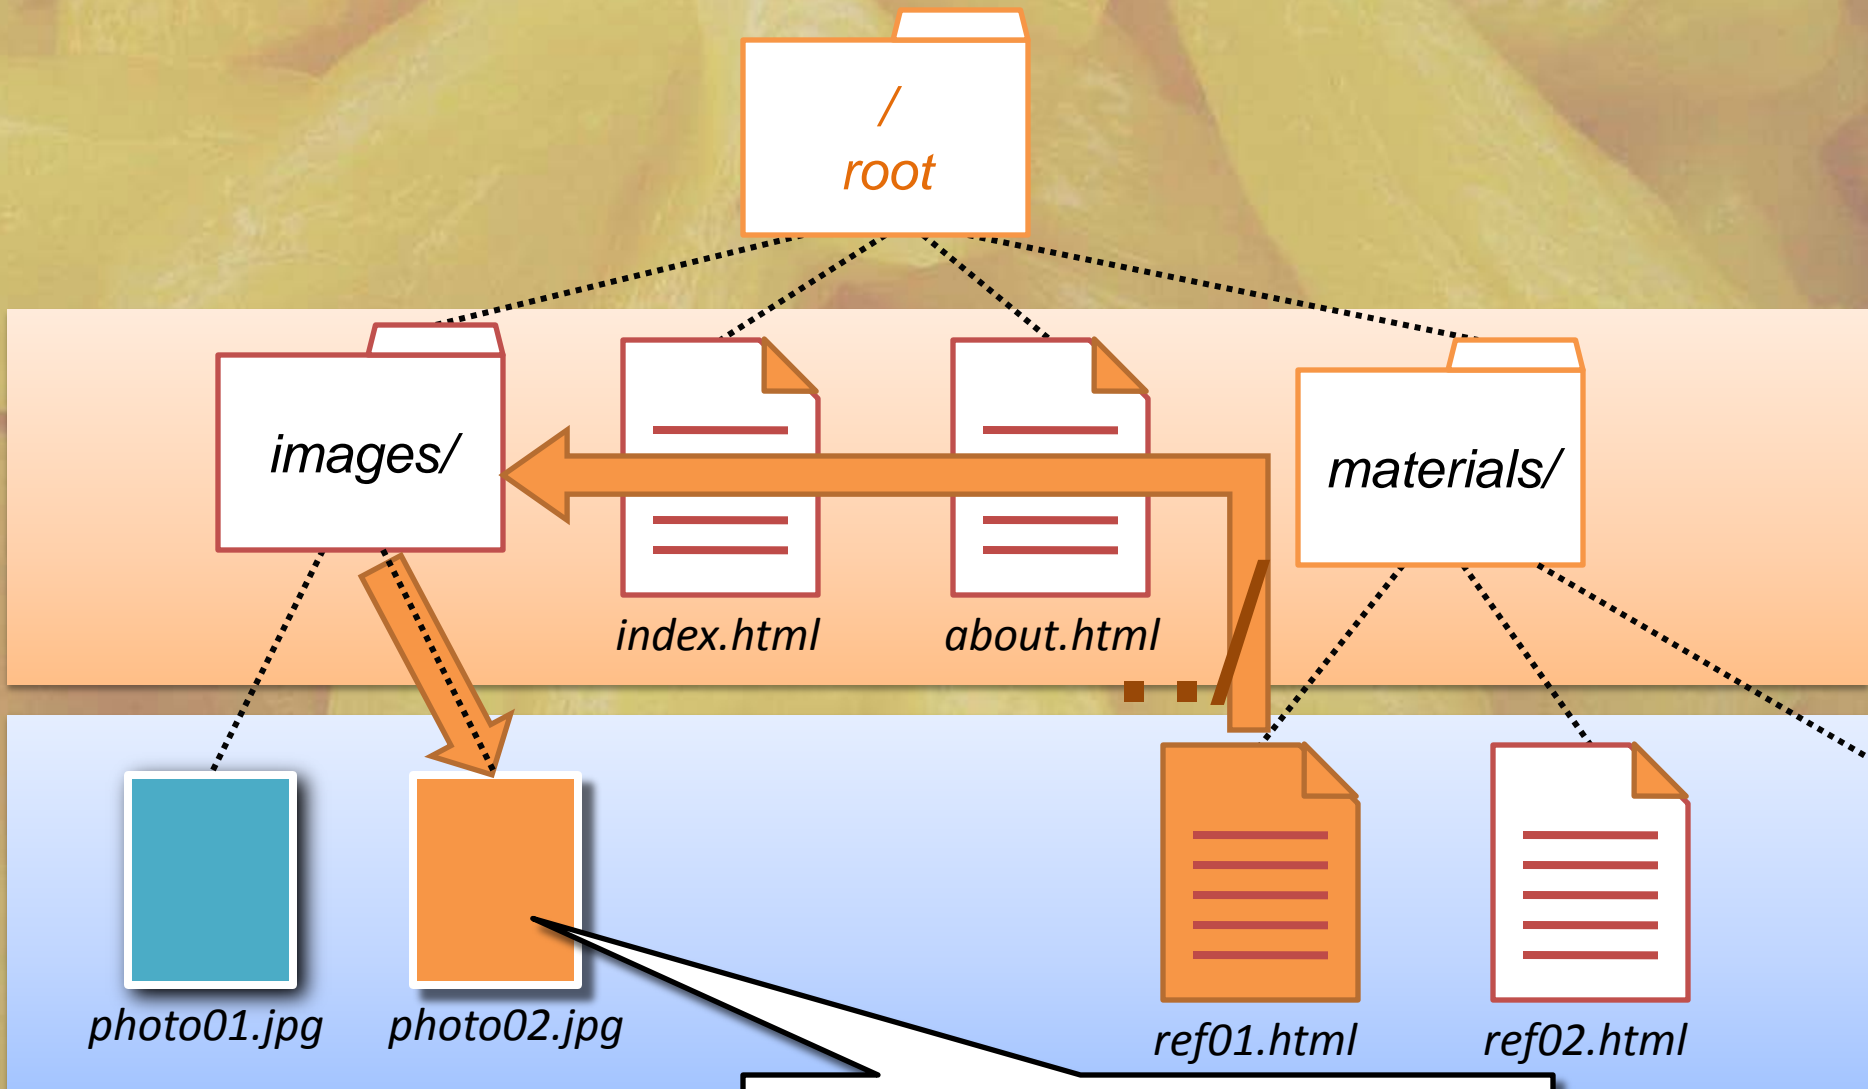 /
root
images/
materials/
index.html
about.html
../
photo01.jpg
photo02.jpg
ref01.html
ref02.html